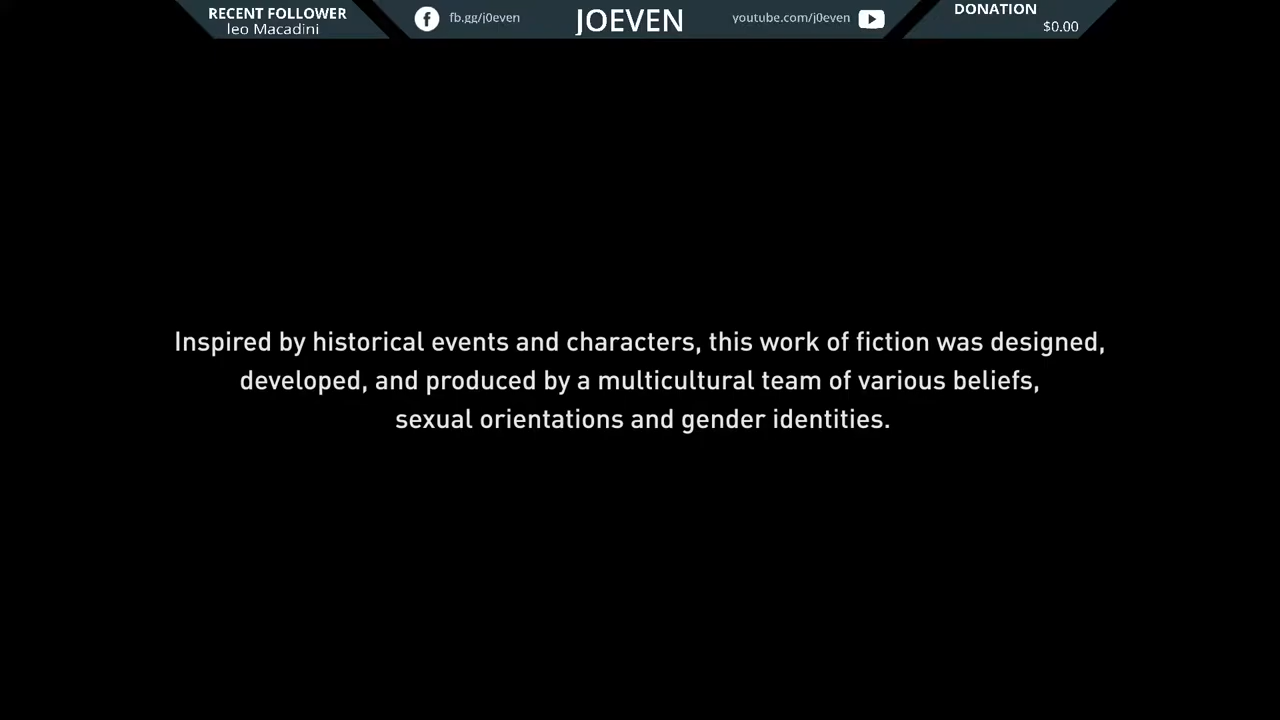 RECENT FOLLOWER
leo Macadini
fb.gg/j0even
JOEVEN
youtube.com/j0even
DONATION
$0.00
Inspired by historical events and characters, this work of fiction was designed,
developed, and produced by a multicultural team of various beliefs,
sexual orientations and gender identities.